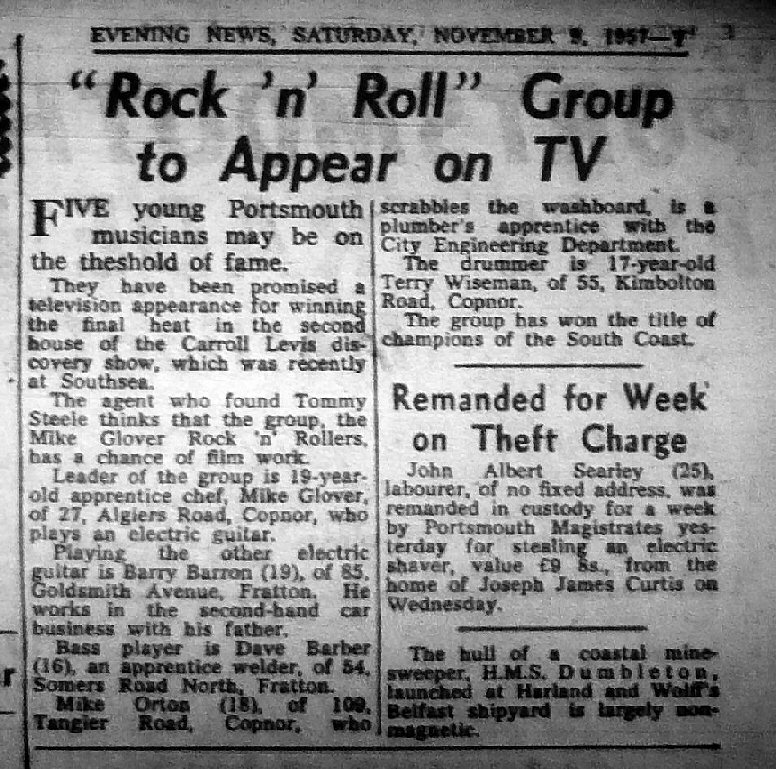 EVENING NEWS, SATURDAY, NOVEMBER 9, 1957—7
"Rock 'n' Roll" Group
to Appear on TV
FIVE young Portsmouth
musicians may be on
the theshold of fame.
They have been promised a
television appearance for winning
the final heat in the second
house of the Carroll Levis dis-
covery show, which was recently
at Southsea.
The agent who found Tommy
Steele thinks that the group, the
Mike Glover Rock 'n' Rollers,
has a chance of film work.
Leader of the group is 19-year-
old apprentice chef, Mike Glover,
of 27, Algiers Road, Copnor, who
plays an electric guitar.
Playing the other electric
guitar is Barry Barron (19), of 85,
Goldsmith Avenue, Fratton. He
works in the second-hand car
business with his father.
Bass player is Dave Barber
(16), an apprentice welder, of 54,
Somers Road North, Fratton.
Mike Orton (18), of 109,
Tangier Road, Copnor, who
scrabbles the washboard, is a
plumber's apprentice with the
City Engineering Department.
The drummer is 17-year-old
Terry Wiseman, of 55, Kimbolton
Road, Copnor.
The group has won the title of
champions of the South Coast.
Remanded for Week
on Theft Charge
John Albert Searley (25),
labourer, of no fixed address, was
remanded in custody for a week
by Portsmouth Magistrates yes-
terday for stealing an electric
shaver, value £9 8s., from the
home of Joseph James Curtis on
Wednesday.
The hull of a coastal mine-
sweeper, H.M.S. Dumbleton,
launched at Harland and Wolff's
Belfast shipyard is largely non-
magnetic.